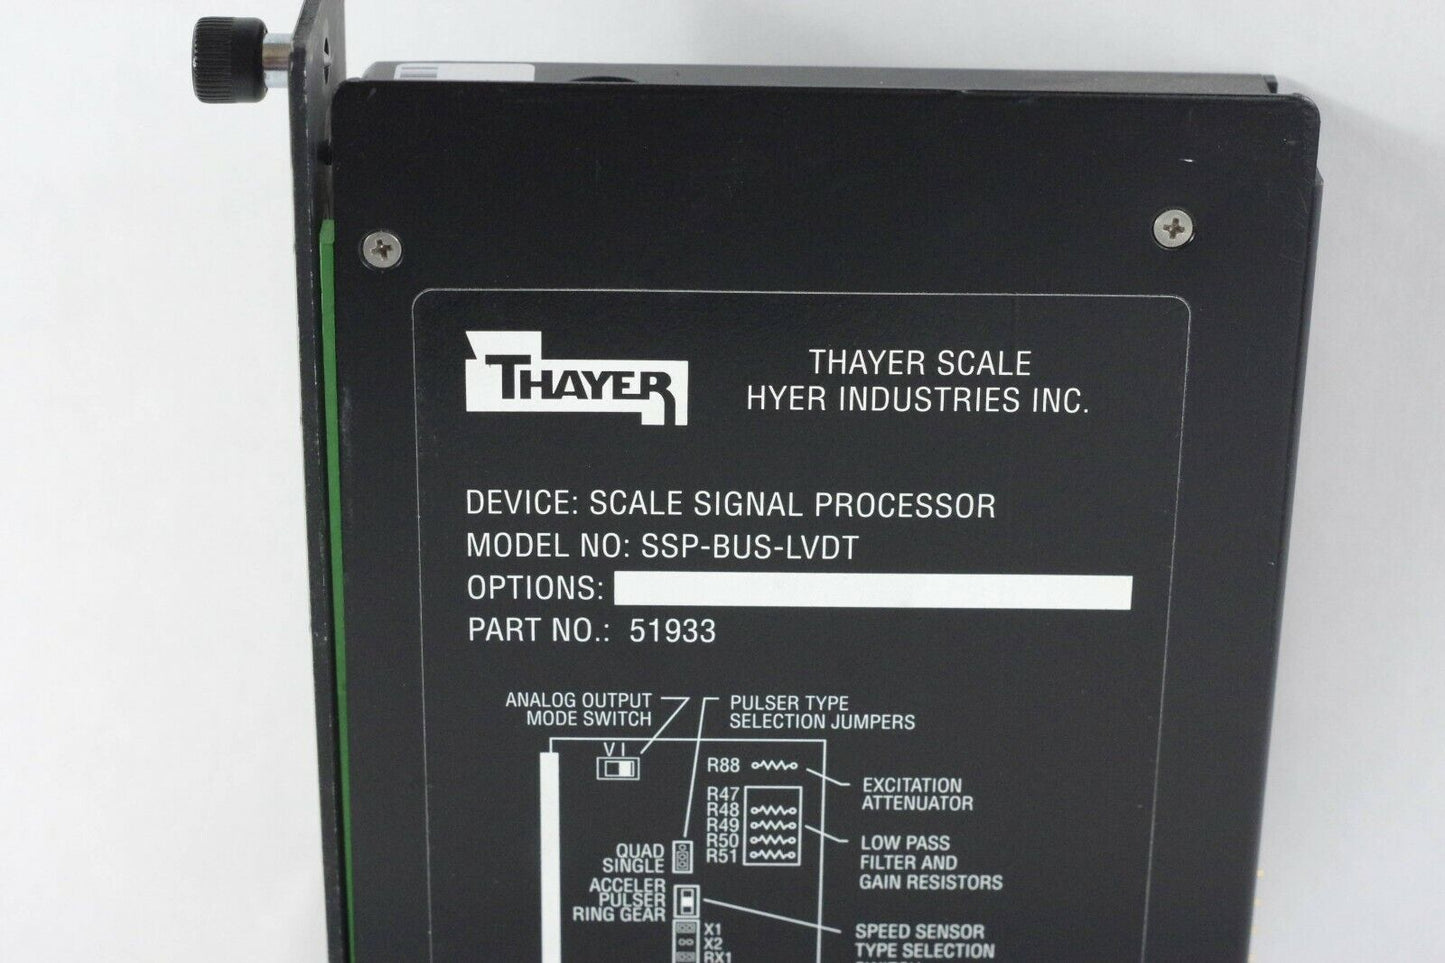 THAYER
THAYER SCALE
HYER INDUSTRIES INC.
DEVICE: SCALE SIGNAL PROCESSOR
MODEL NO: SSP-BUS-LVDT
OPTIONS:
PART NO.: 51933
ANALOG OUTPUT
MODE SWITCH
PULSER TYPE
SELECTION JUMPERS
V I
R88
EXCITATION
ATTENUATOR
R47
R48
R49
R50
R51
LOW PASS
FILTER AND
GAIN RESISTORS
QUAD
SINGLE
ACCELER
PULSER
RING GEAR
X1
X2
RX1
SPEED SENSOR
TYPE SELECTION